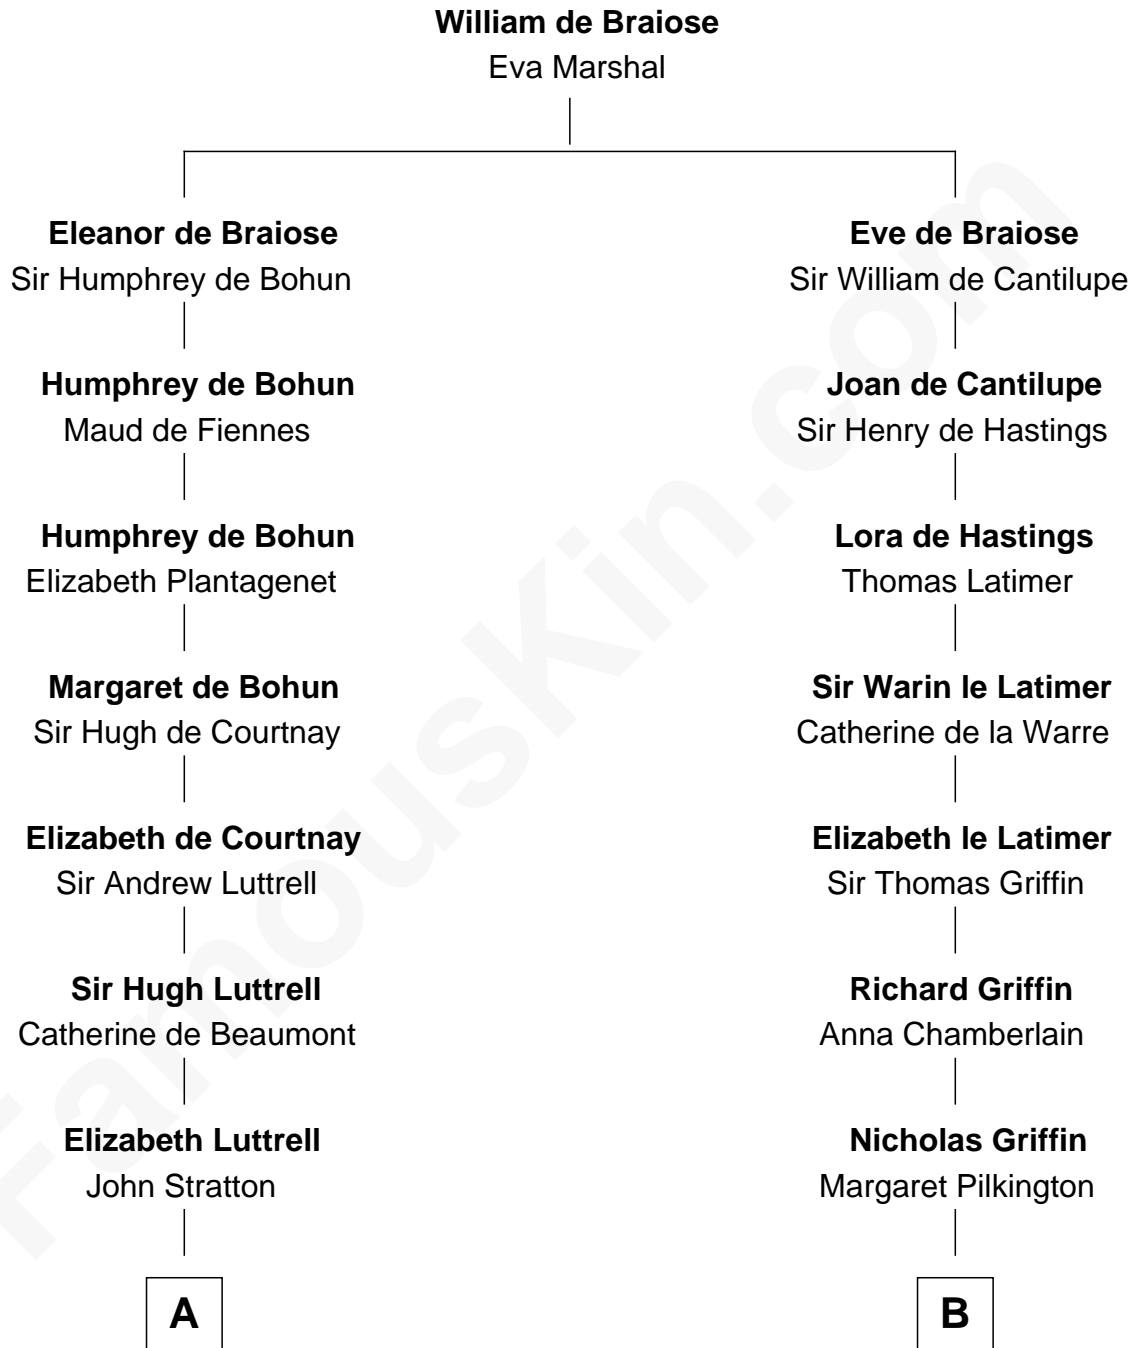 William de Braiose
Eva Marshal
Eleanor de Braiose
Sir Humphrey de Bohun
Eve de Braiose
Sir William de Cantilupe
Humphrey de Bohun
Maud de Fiennes
Joan de Cantilupe
Sir Henry de Hastings
Humphrey de Bohun
Elizabeth Plantagenet
Lora de Hastings
Thomas Latimer
Margaret de Bohun
Sir Hugh de Courtnay
Sir Warin le Latimer
Catherine de la Warre
Elizabeth de Courtnay
Sir Andrew Luttrell
Elizabeth le Latimer
Sir Thomas Griffin
Sir Hugh Luttrell
Catherine de Beaumont
Richard Griffin
Anna Chamberlain
Elizabeth Luttrell
John Stratton
Nicholas Griffin
Margaret Pilkington
A
B
FamousKin.com